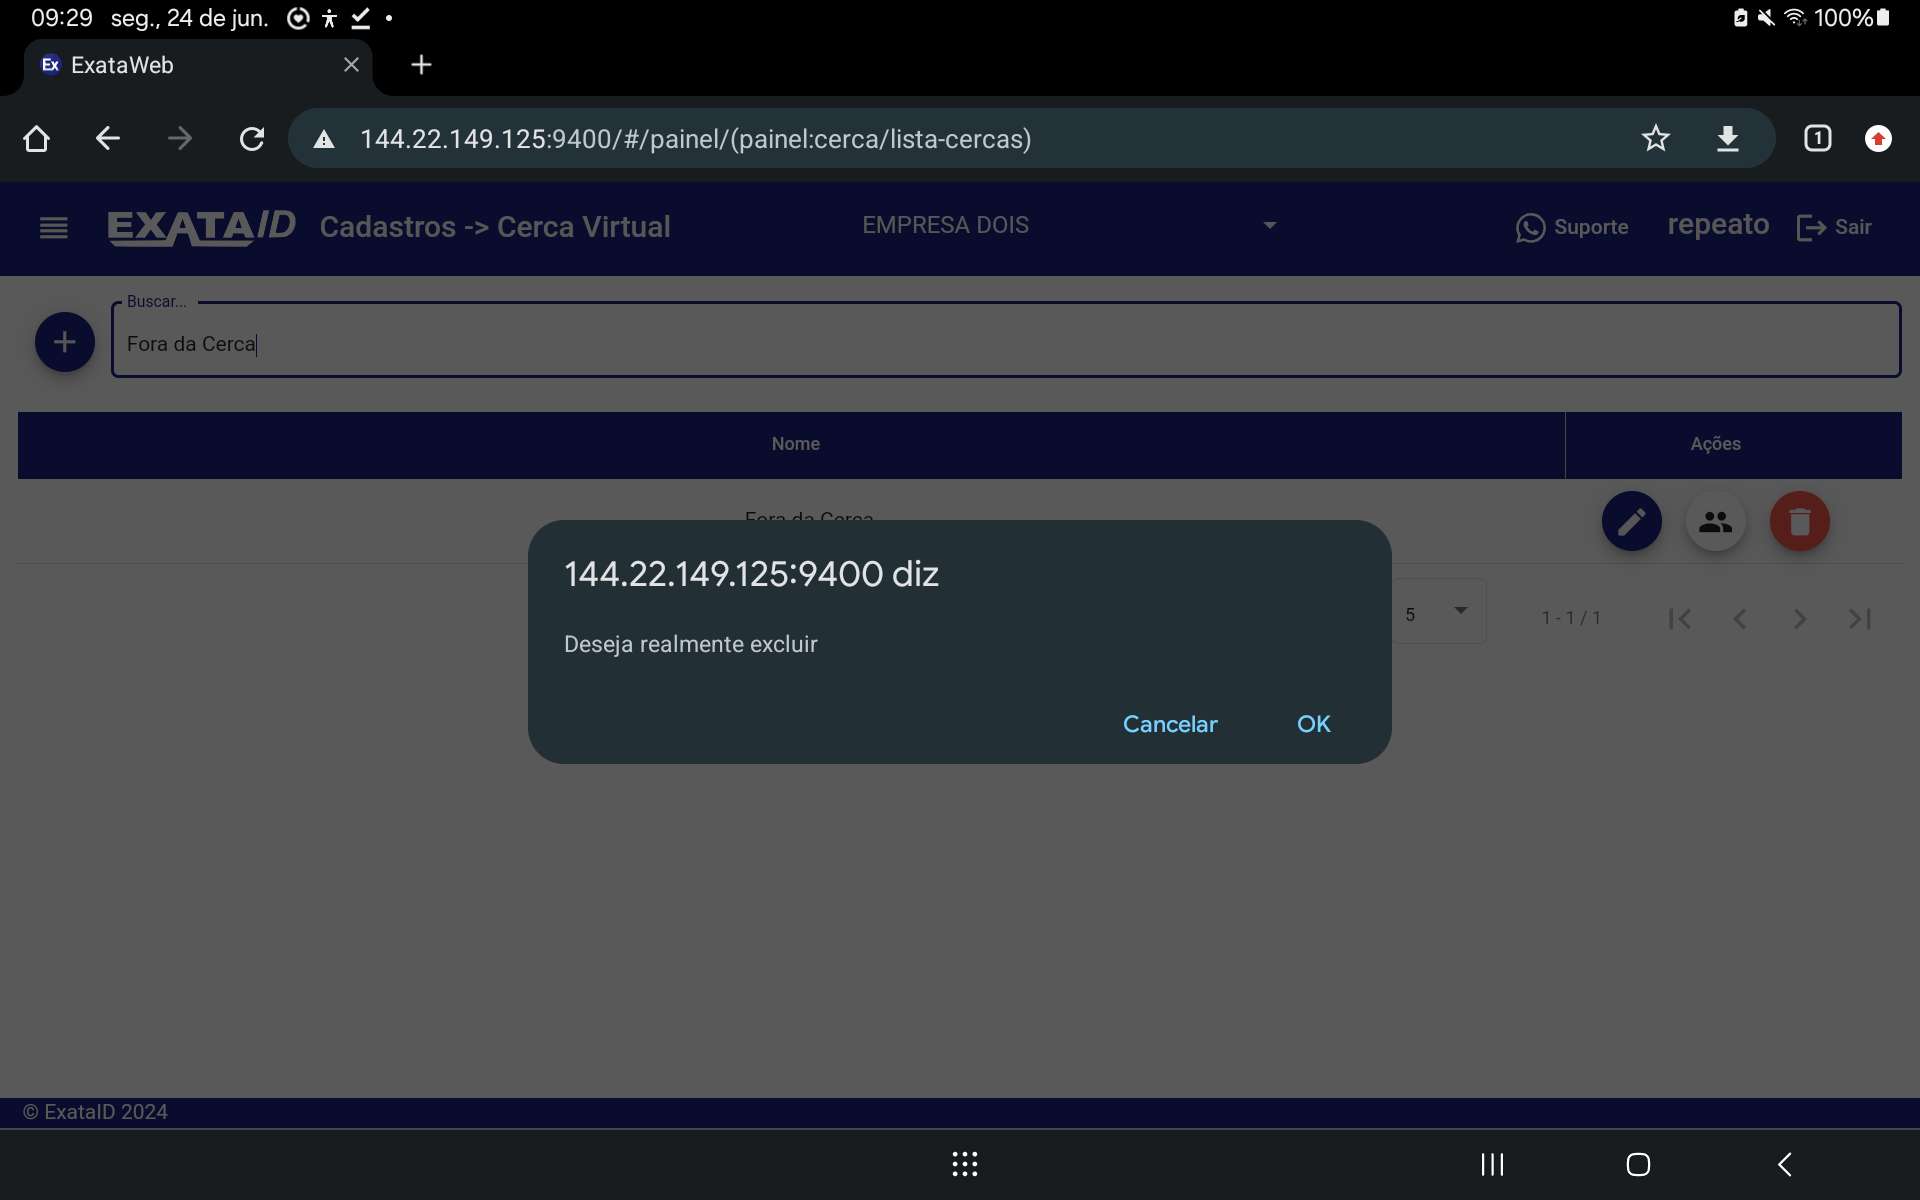 09:29 seg., 24 de jun.
100%
Ex ExataWeb
144.22.149.125:9400/#/painel/(painel:cerca/lista-cercas)
1
EXATAID
Cadastros -> Cerca Virtual
EMPRESA DOIS
Suporte
repeato
Sair
Buscar...
Fora da Cerca
Nome
Ações
Fora da Cerca
144.22.149.125:9400 diz
Deseja realmente excluir
Cancelar
OK
5
1 - 1 / 1
© ExataID 2024